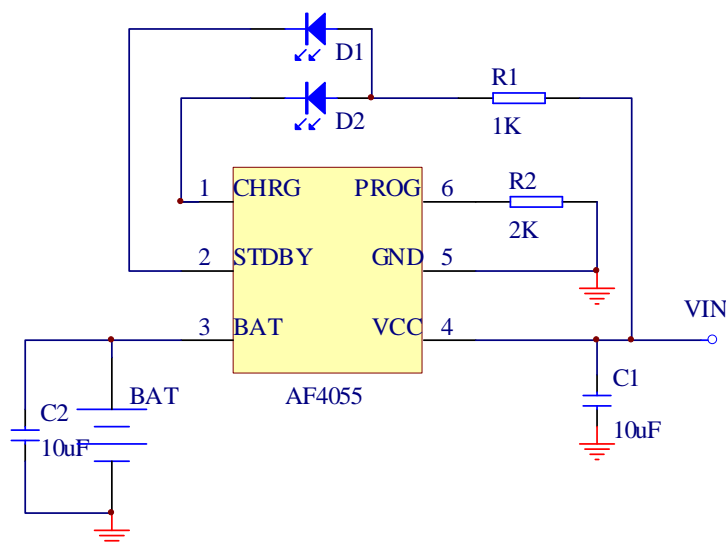 D1
R1
D2
1K
1 CHRG PROG 6 R2
2K
2 STDBY GND 5
VIN
3 BAT VCC 4
C1
BAT AF4055
C2
10uF 10uF